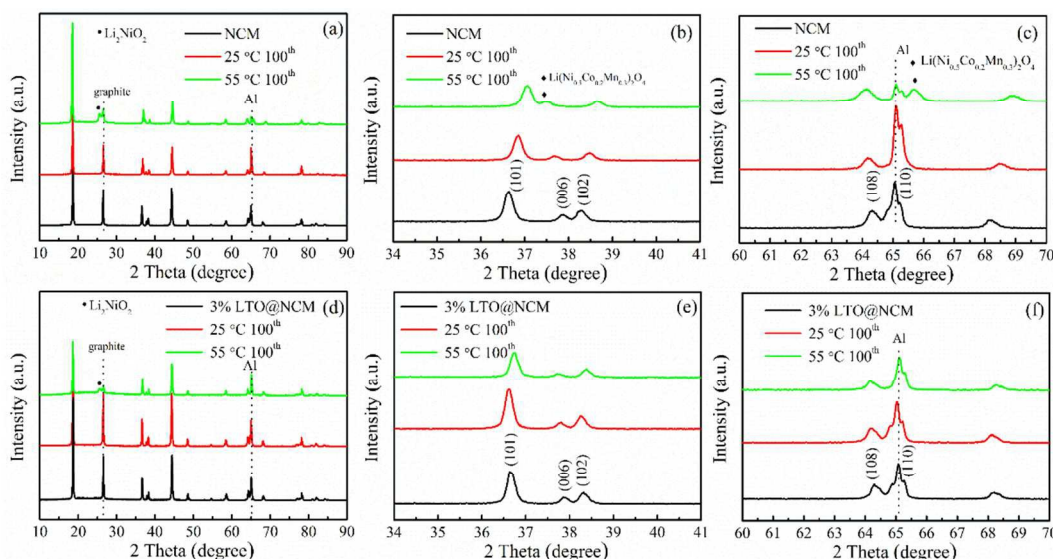 (a)
Li2NiO2
NCM
25 °C 100th
55 °C 100th
graphite
Al
Intensity (a.u.)
10 20 30 40 50 60 70 80 90
2 Theta (degree)
(b)
NCM
25 °C 100th
55 °C 100th
Li(Ni0.5Co0.2Mn0.3)2O4
(101)
(006)
(102)
Intensity (a.u.)
34 35 36 37 38 39 40 41
2 Theta (degree)
(c)
NCM
25 °C 100th
55 °C 100th
Al
Li(Ni0.5Co0.2Mn0.3)2O4
(108)
(110)
Intensity (a.u.)
60 61 62 63 64 65 66 67 68 69 70
2 Theta (degree)
(d)
Li2NiO2
3% LTO@NCM
25 °C 100th
55 °C 100th
graphite
Al
Intensity (a.u.)
10 20 30 40 50 60 70 80 90
2 Theta (degree)
(e)
3% LTO@NCM
25 °C 100th
55 °C 100th
(101)
(006)
(102)
Intensity (a.u.)
34 35 36 37 38 39 40 41
2 Theta (degree)
(f)
3% LTO@NCM
25 °C 100th
55 °C 100th
Al
(108)
(110)
Intensity (a.u.)
60 61 62 63 64 65 66 67 68 69 70
2 Theta (degree)